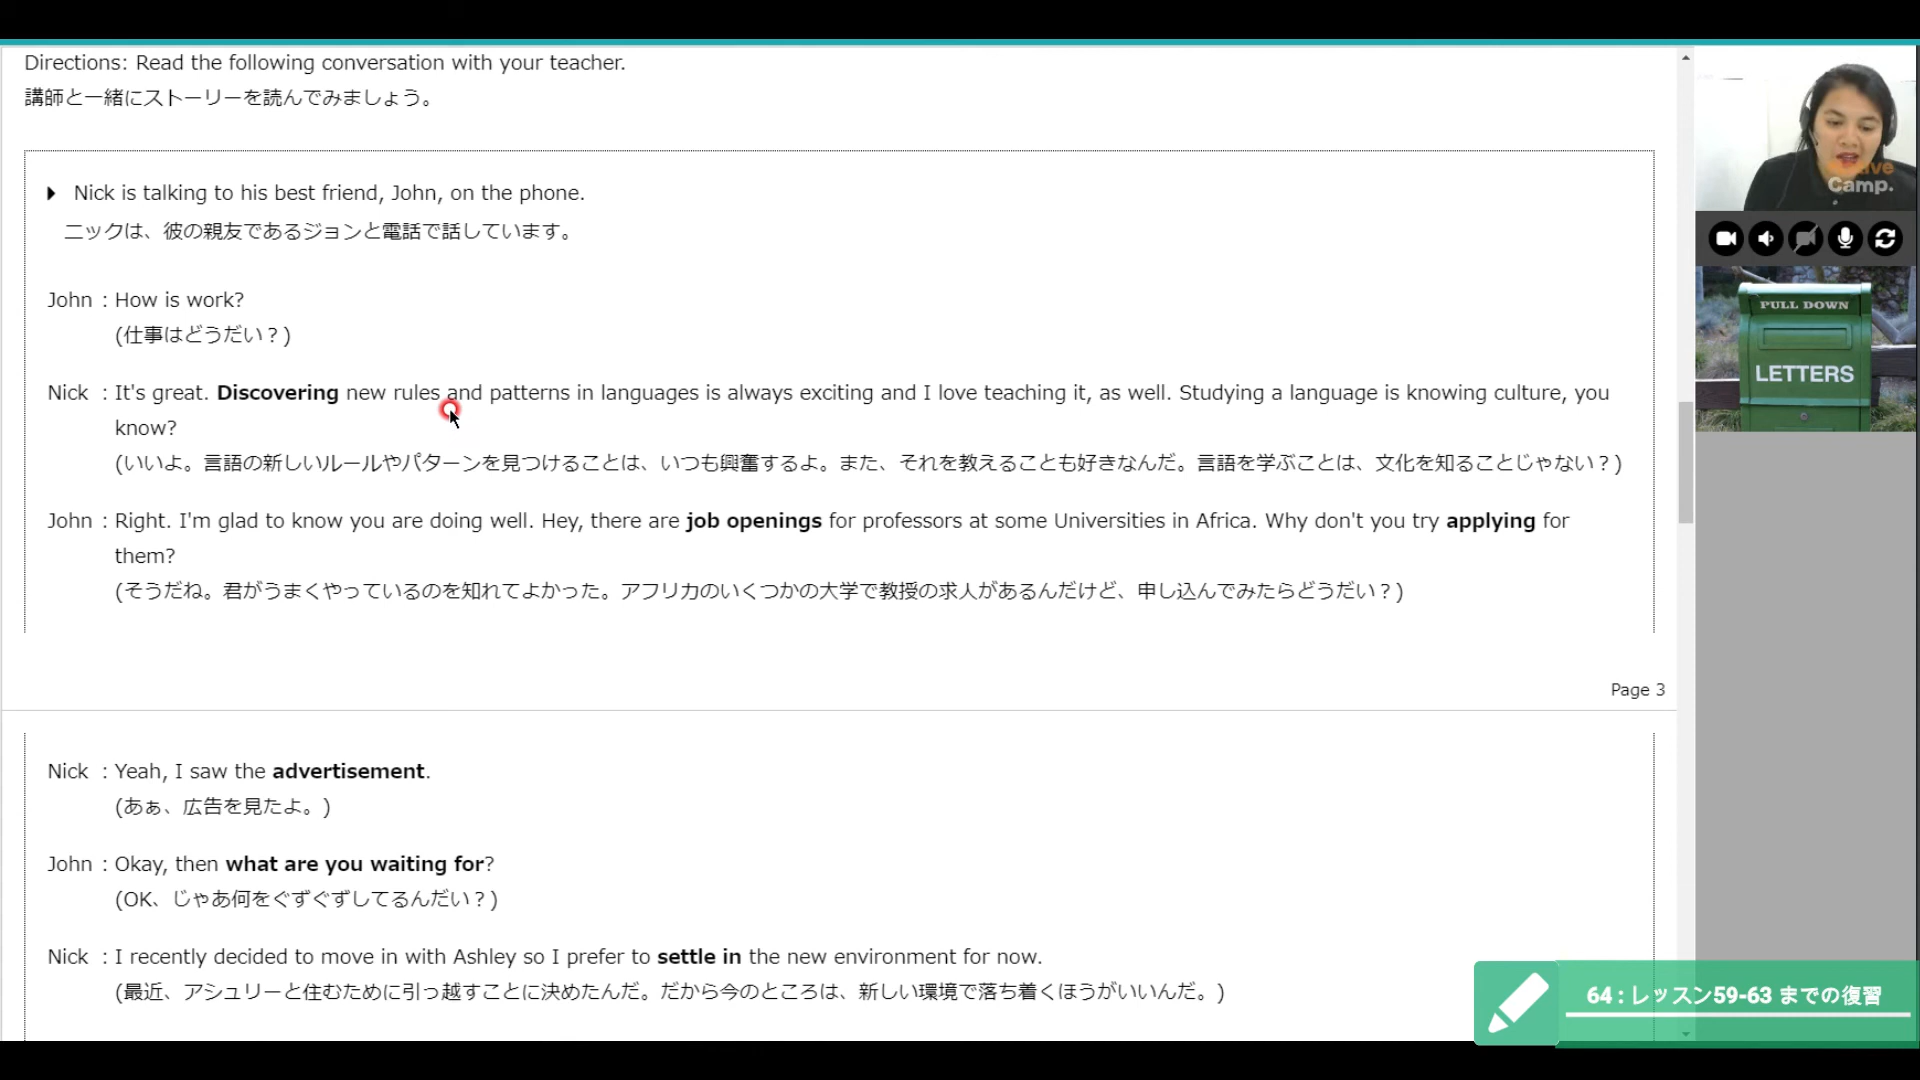 Directions: Read the following conversation with your teacher.
講師と一緒にストーリーを読んでみましょう。
Nick is talking to his best friend, John, on the phone.
ニックは、彼の親友であるジョンと電話で話しています。
John : How is work?
(仕事はどうだい？)
Nick : It's great. Discovering new rules and patterns in languages is always exciting and I love teaching it, as well. Studying a language is knowing culture, you
know?
(いいよ。言語の新しいルールやパターンを見つけることは、いつも興奮するよ。また、それを教えることも好きなんだ。言語を学ぶことは、文化を知ることじゃない？)
John : Right. I'm glad to know you are doing well. Hey, there are job openings for professors at some Universities in Africa. Why don't you try applying for
them?
(そうだね。君がうまくやっているのを知れてよかった。アフリカのいくつかの大学で教授の求人があるんだけど、申し込んでみたらどうだい？)
Page 3
Nick : Yeah, I saw the advertisement.
(あぁ、広告を見たよ。)
John : Okay, then what are you waiting for?
(OK、じゃあ何をぐずぐずしてるんだい？)
Nick : I recently decided to move in with Ashley so I prefer to settle in the new environment for now.
(最近、アシュリーと住むために引っ越すことに決めたんだ。だから今のところは、新しい環境で落ち着くほうがいいんだ。)
Camp.
PULL DOWN
LETTERS
64 : レッスン59-63 までの復習